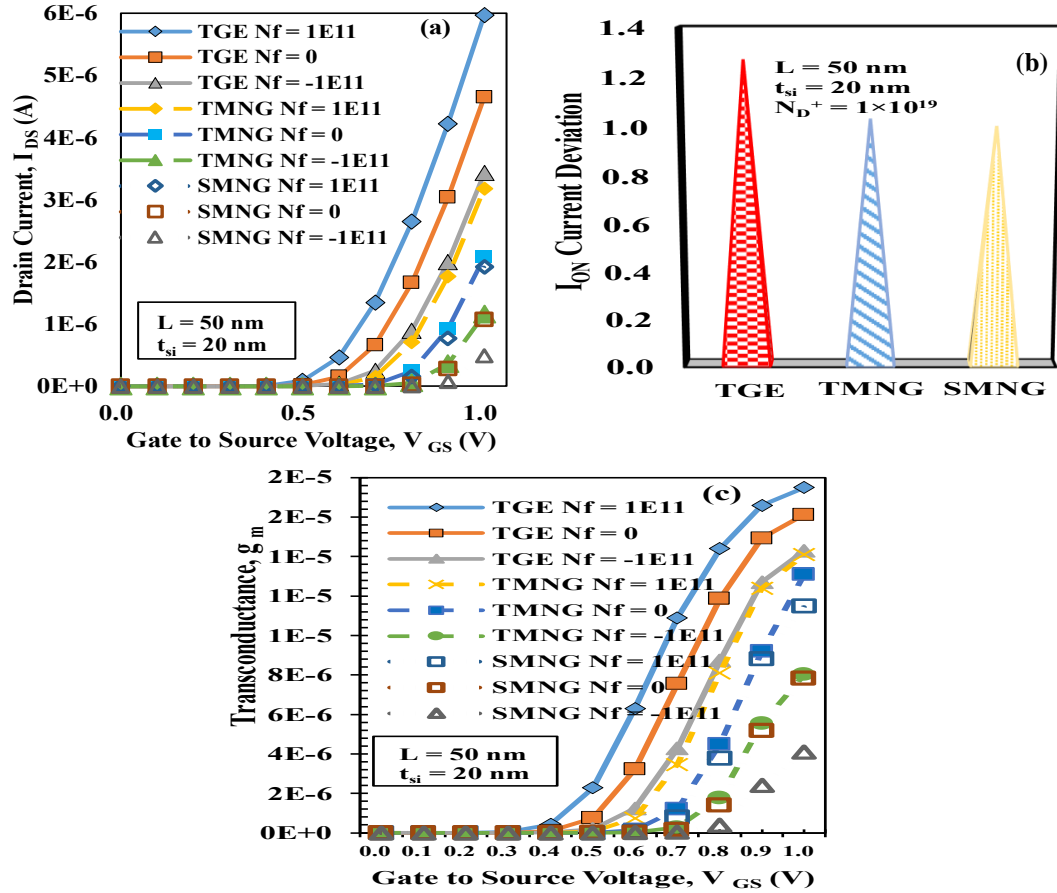 (a)
Drain Current, I DS (A)
6E-6
5E-6
4E-6
3E-6
2E-6
1E-6
0E+0
TGE Nf = 1E11
TGE Nf = 0
TGE Nf = -1E11
TMNG Nf = 1E11
TMNG Nf = 0
TMNG Nf = -1E11
SMNG Nf = 1E11
SMNG Nf = 0
SMNG Nf = -1E11
L = 50 nm
tsi = 20 nm
0.0 0.5 1.0
Gate to Source Voltage, V GS (V)
(b)
ION Current Deviation
1.4
1.2
1.0
0.8
0.6
0.4
0.2
0.0
L = 50 nm
tsi = 20 nm
ND+ = 1×10^19
TGE TMNG SMNG
(c)
Transconductance, g m
2E-5
2E-5
1E-5
1E-5
1E-5
8E-6
6E-6
4E-6
2E-6
0E+0
TGE Nf = 1E11
TGE Nf = 0
TGE Nf = -1E11
TMNG Nf = 1E11
TMNG Nf = 0
TMNG Nf = -1E11
SMNG Nf = 1E11
SMNG Nf = 0
SMNG Nf = -1E11
L = 50 nm
tsi = 20 nm
0.0 0.1 0.2 0.3 0.4 0.5 0.6 0.7 0.8 0.9 1.0
Gate to Source Voltage, V GS (V)